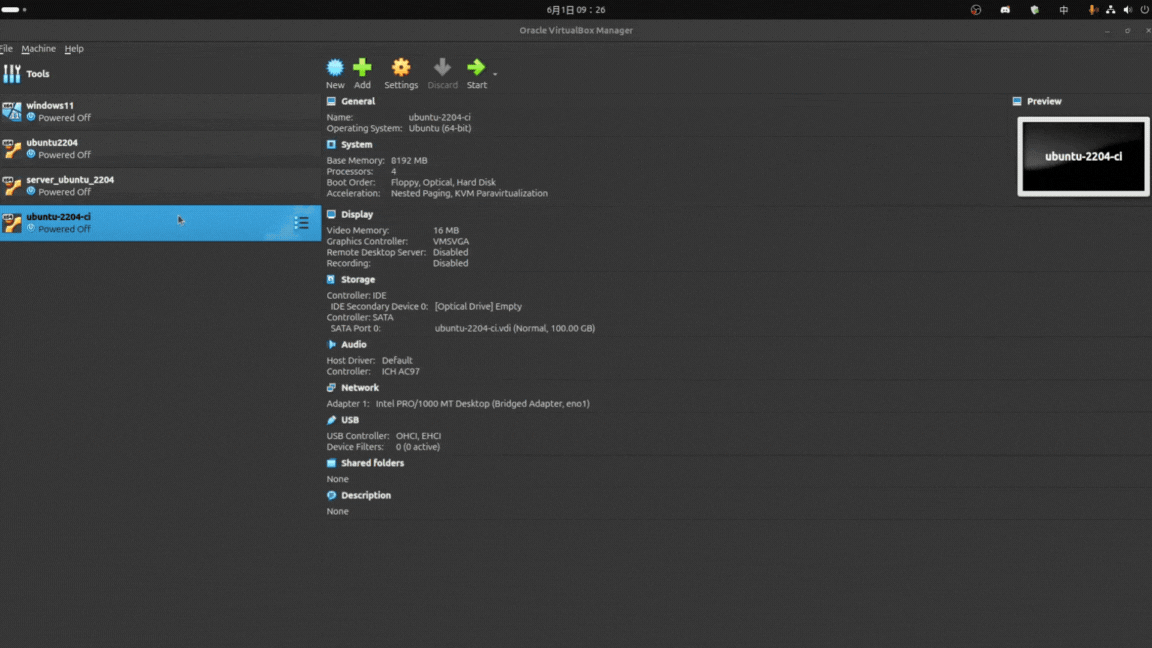 6月1日 09：26
中
Oracle VirtualBox Manager
File Machine Help
Tools
windows11
Powered Off
ubuntu2204
Powered Off
server_ubuntu_2204
Powered Off
ubuntu-2204-ci
Powered Off
New Add Settings Discard Start
General
Name: ubuntu-2204-ci
Operating System: Ubuntu (64-bit)
System
Base Memory: 8192 MB
Processors: 4
Boot Order: Floppy, Optical, Hard Disk
Acceleration: Nested Paging, KVM Paravirtualization
Display
Video Memory: 16 MB
Graphics Controller: VMSVGA
Remote Desktop Server: Disabled
Recording: Disabled
Storage
Controller: IDE
IDE Secondary Device 0: [Optical Drive] Empty
Controller: SATA
SATA Port 0: ubuntu-2204-ci.vdi (Normal, 100.00 GB)
Audio
Host Driver: Default
Controller: ICH AC97
Network
Adapter 1: Intel PRO/1000 MT Desktop (Bridged Adapter, eno1)
USB
USB Controller: OHCI, EHCI
Device Filters: 0 (0 active)
Shared folders
None
Description
None
Preview
ubuntu-2204-ci